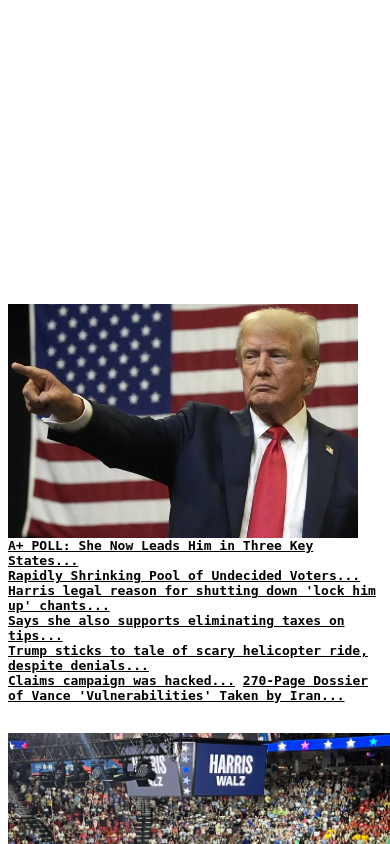 A+ POLL: She Now Leads Him in Three Key
States...
Rapidly Shrinking Pool of Undecided Voters...
Harris legal reason for shutting down 'lock him
up' chants...
Says she also supports eliminating taxes on
tips...
Trump sticks to tale of scary helicopter ride,
despite denials...
Claims campaign was hacked... 270-Page Dossier
of Vance 'Vulnerabilities' Taken by Iran...
HARRIS HARRIS
WALZ WALZ